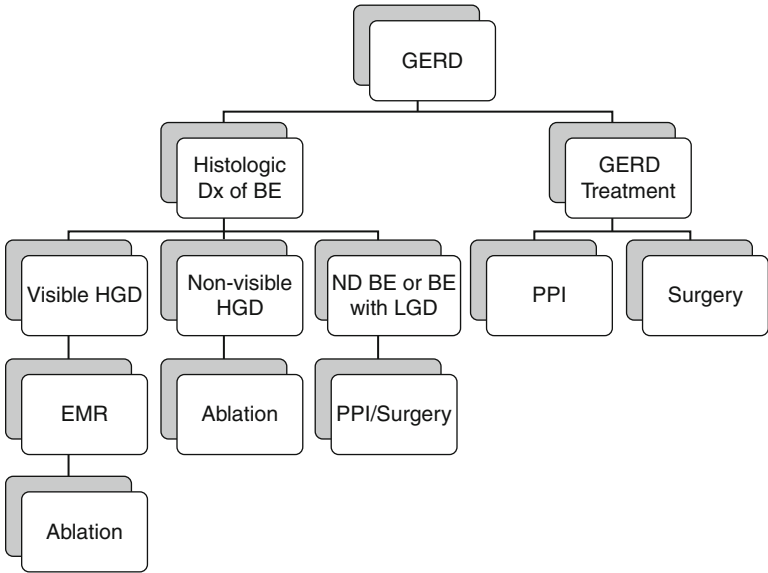 GERD
Histologic
Dx of BE
GERD
Treatment
Visible HGD
Non-visible
HGD
ND BE or BE
with LGD
PPI
Surgery
EMR
Ablation
PPI/Surgery
Ablation